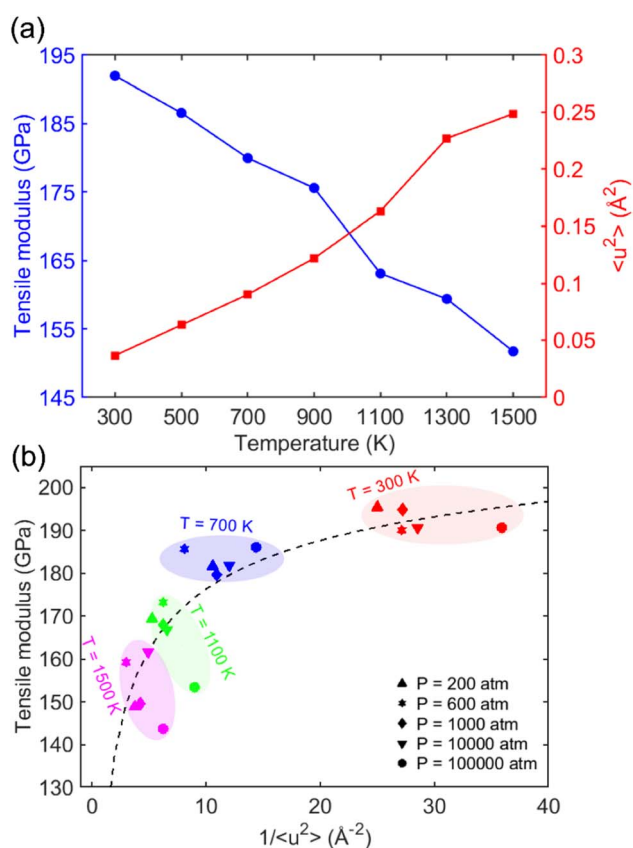 (a)
195
185
175
165
155
145
Tensile modulus (GPa)
0.3
0.25
0.2
0.15
0.1
0.05
0
<u²> (Å²)
300 500 700 900 1100 1300 1500
Temperature (K)
(b)
200
190
180
170
160
150
140
130
Tensile modulus (GPa)
T = 300 K
T = 700 K
T = 1100 K
T = 1500 K
P = 200 atm
P = 600 atm
P = 1000 atm
P = 10000 atm
P = 100000 atm
0 10 20 30 40
1/<u²> (Å⁻²)